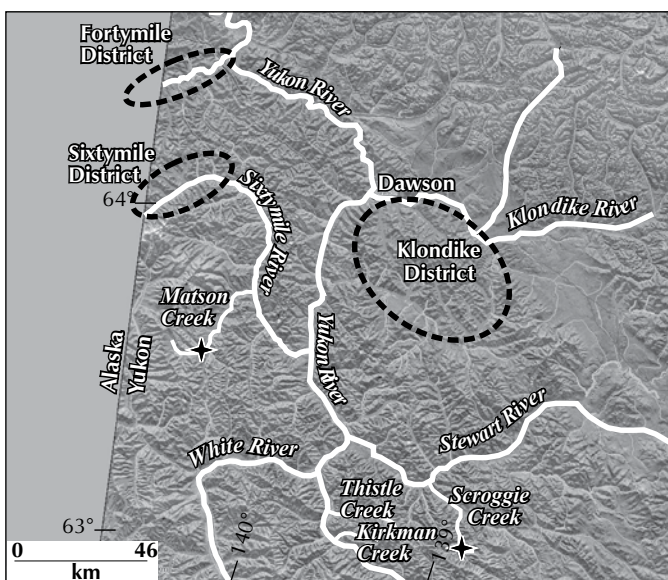 Fortymile
District
Yukon River
Sixtymile
District
64°
Sixtymile River
Dawson
Klondike River
Klondike
District
Matson
Creek
Alaska
Yukon
Yukon River
Stewart River
White River
Thistle
Creek
Scroggie
Creek
Kirkman
Creek
63°
140°
139°
0 46
km